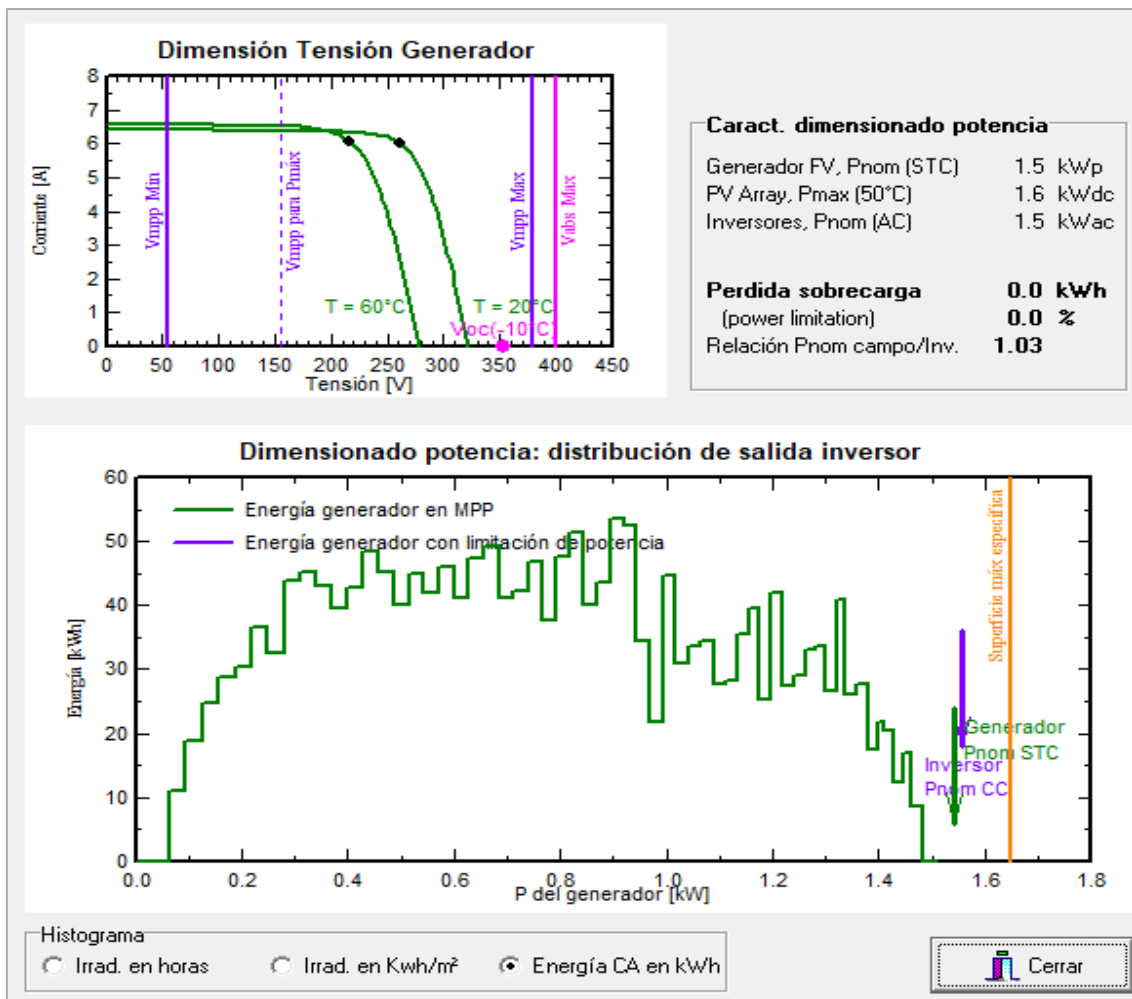 Dimensión Tensión Generador
8
7
6
5
4
3
2
1
0
Corriente [A]
Vmpp Min
Vmpp para Pmáx
Vmpp Max
Vabs Max
T = 60°C
T = 20°C
Voc(-10°C)
0 50 100 150 200 250 300 350 400 450
Tensión [V]
Caract. dimensionado potencia
Generador FV, Pnom (STC) 1.5 kWp
PV Array, Pmax (50°C) 1.6 kWdc
Inversores, Pnom (AC) 1.5 kWac
Perdida sobrecarga 0.0 kWh
(power limitation) 0.0 %
Relación Pnom campo/Inv. 1.03
Dimensionado potencia: distribución de salida inversor
60
50
40
30
20
10
0
Energía [kWh]
Energía generador en MPP
Energía generador con limitación de potencia
Superficie máx específica
Generador
Pnom STC
Inversor
Pnom CC
0.0 0.2 0.4 0.6 0.8 1.0 1.2 1.4 1.6 1.8
P del generador [kW]
Histograma
Irrad. en horas
Irrad. en Kwh/m²
Energía CA en kWh
Cerrar